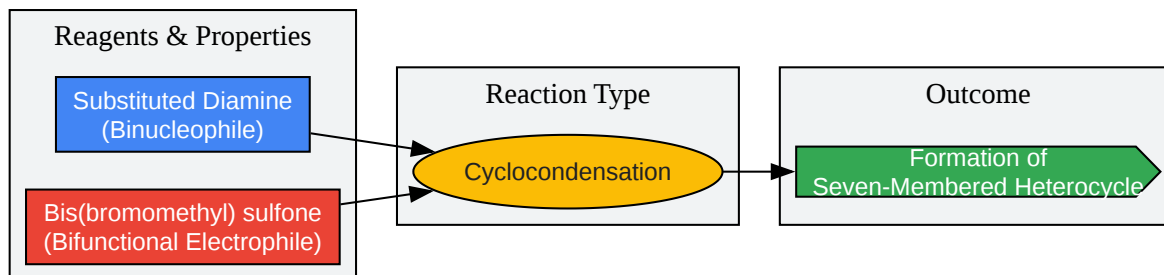 Reagents & Properties
Substituted Diamine
(Binucleophile)
Bis(bromomethyl) sulfone
(Bifunctional Electrophile)
Reaction Type
Cyclocondensation
Outcome
Formation of
Seven-Membered Heterocycle